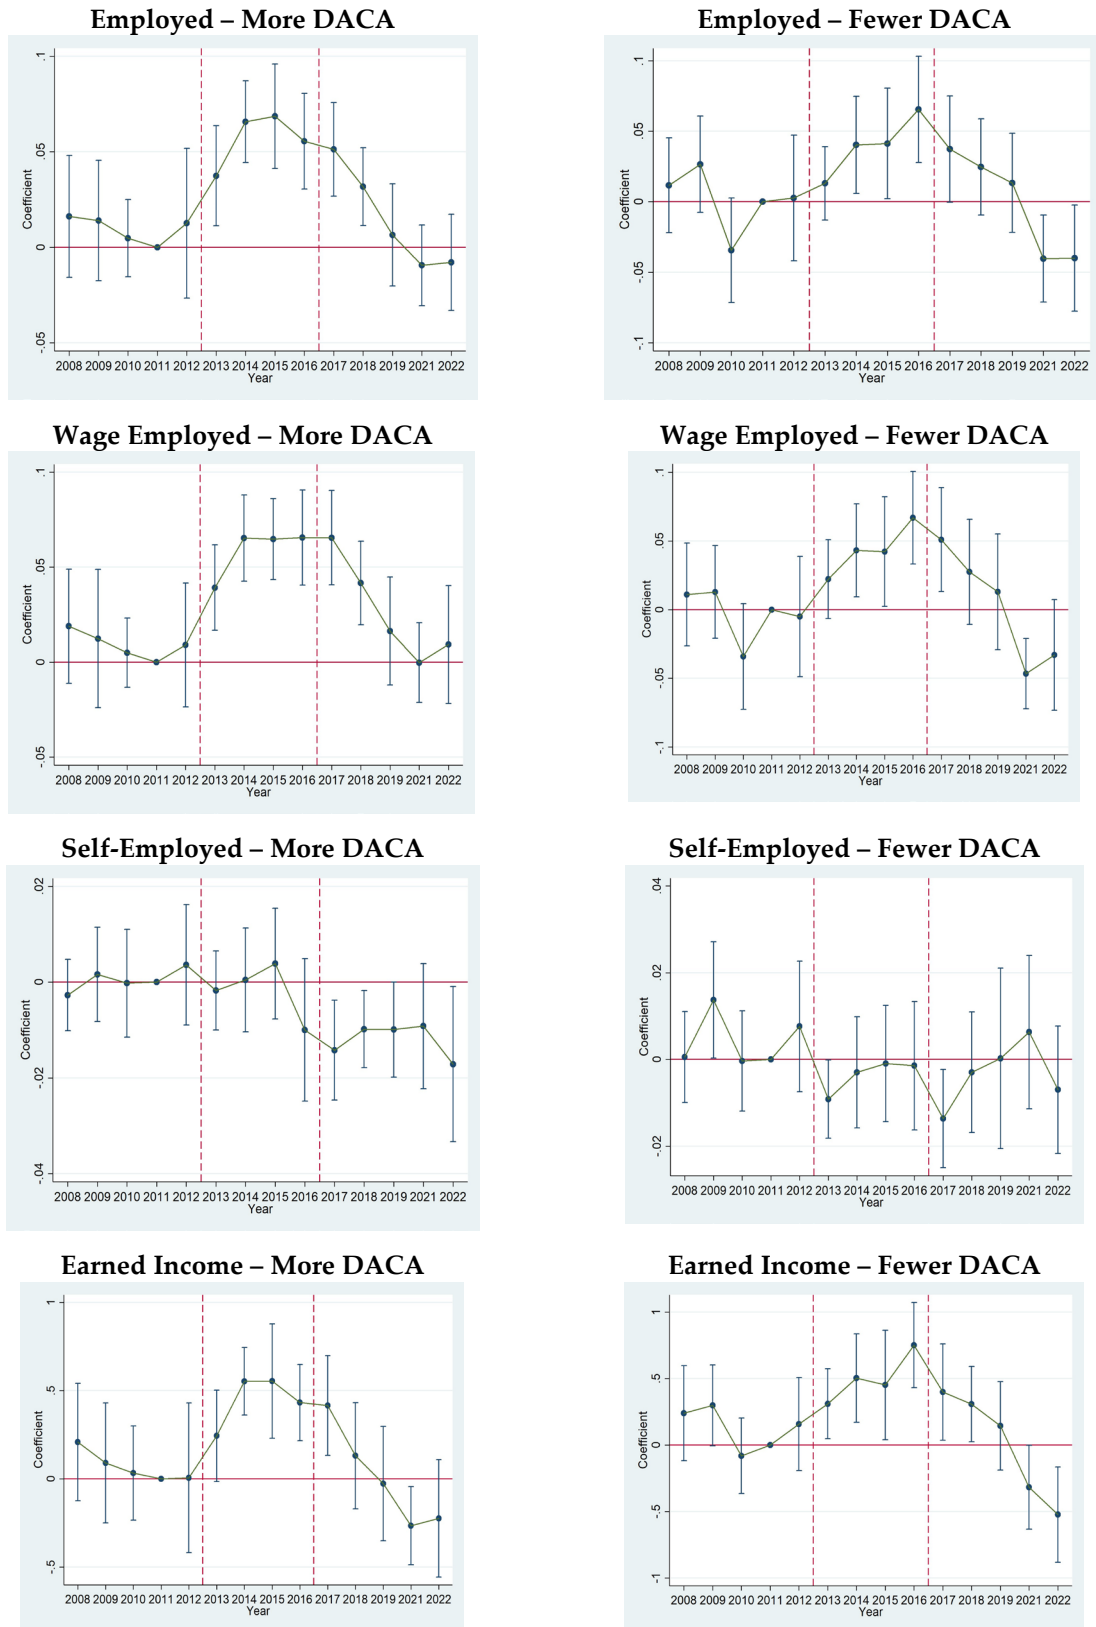 Employed – More DACA
Coefficient
.1
.05
0
-.05
2008 2009 2010 2011 2012 2013 2014 2015 2016 2017 2018 2019 2021 2022
Year
Employed – Fewer DACA
Coefficient
.1
.05
0
-.05
-.1
2008 2009 2010 2011 2012 2013 2014 2015 2016 2017 2018 2019 2021 2022
Year
Wage Employed – More DACA
Coefficient
.1
.05
0
-.05
2008 2009 2010 2011 2012 2013 2014 2015 2016 2017 2018 2019 2021 2022
Year
Wage Employed – Fewer DACA
Coefficient
.1
.05
0
-.05
-.1
2008 2009 2010 2011 2012 2013 2014 2015 2016 2017 2018 2019 2021 2022
Year
Self-Employed – More DACA
Coefficient
.02
0
-.02
-.04
2008 2009 2010 2011 2012 2013 2014 2015 2016 2017 2018 2019 2021 2022
Year
Self-Employed – Fewer DACA
Coefficient
.04
.02
0
-.02
2008 2009 2010 2011 2012 2013 2014 2015 2016 2017 2018 2019 2021 2022
Year
Earned Income – More DACA
Coefficient
1
.5
0
-.5
2008 2009 2010 2011 2012 2013 2014 2015 2016 2017 2018 2019 2021 2022
Year
Earned Income – Fewer DACA
Coefficient
1
.5
0
-.5
-1
2008 2009 2010 2011 2012 2013 2014 2015 2016 2017 2018 2019 2021 2022
Year